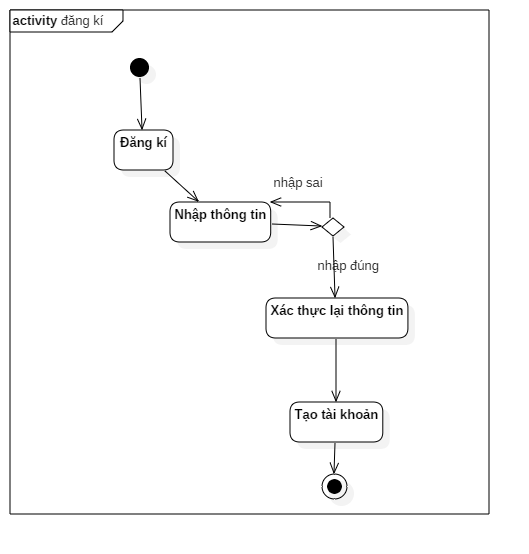 activity đăng kí
Đăng kí
nhập sai
Nhập thông tin
nhập đúng
Xác thực lại thông tin
Tạo tài khoản